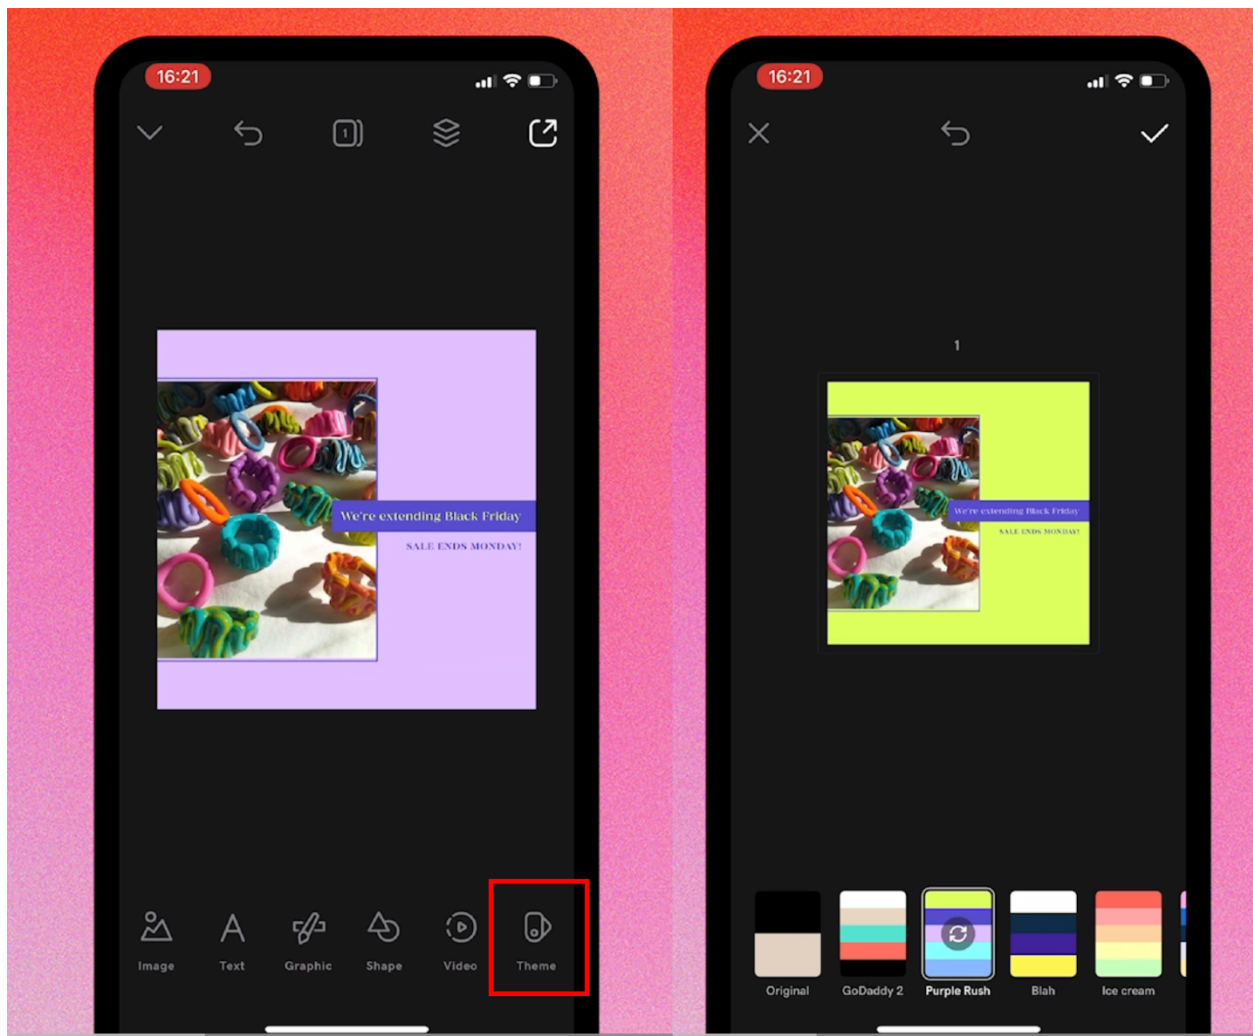 16:21
1
We're extending Black Friday
SALE ENDS MONDAY!
Image
Text
Graphic
Shape
Video
Theme
16:21
1
We're extending Black Friday
SALE ENDS MONDAY!
Original
GoDaddy 2
Purple Rush
Blah
Ice cream